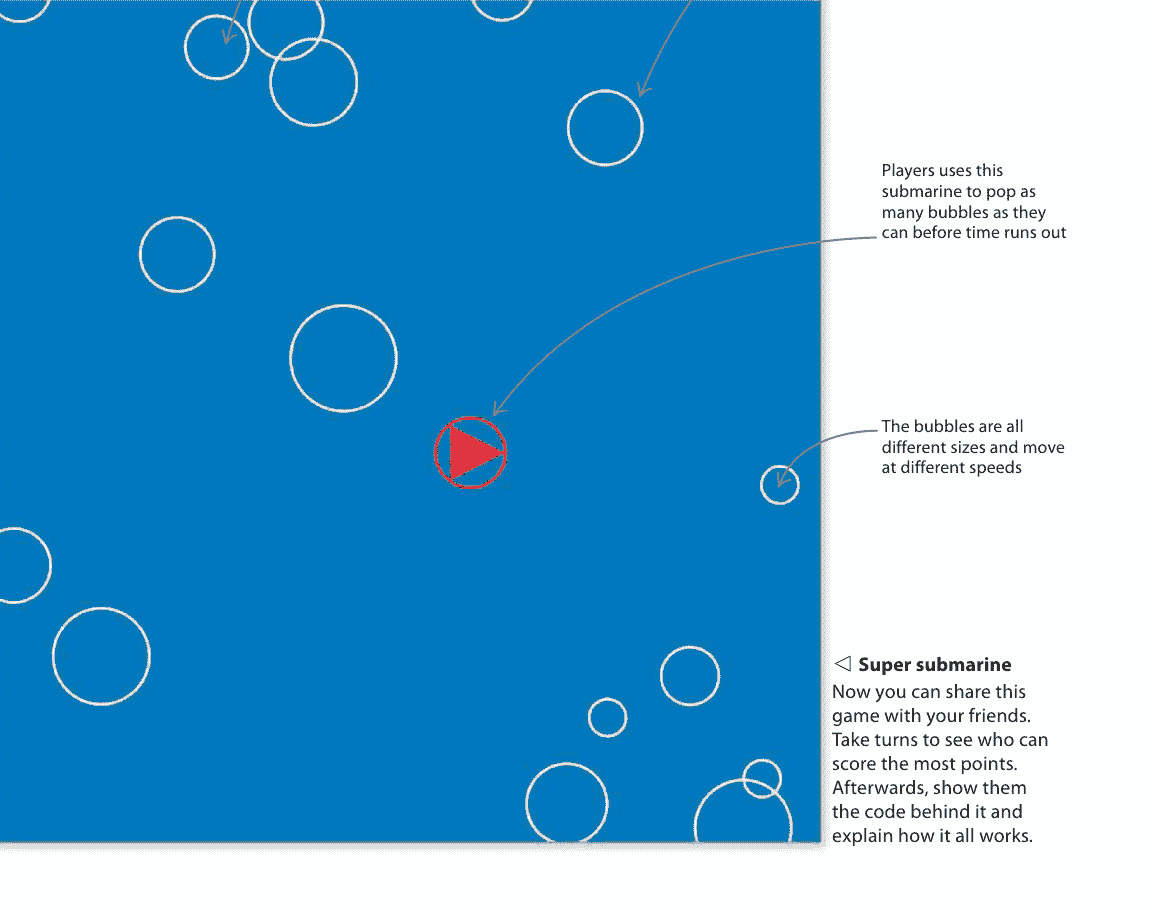 Players uses this
submarine to pop as
many bubbles as they
can before time runs out
The bubbles are all
different sizes and move
at different speeds
◁ Super submarine
Now you can share this
game with your friends.
Take turns to see who can
score the most points.
Afterwards, show them
the code behind it and
explain how it all works.